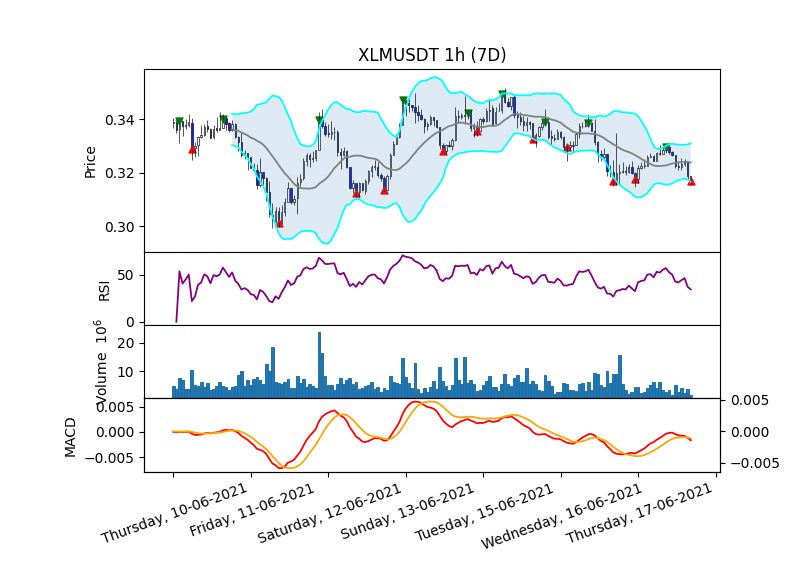 XLMUSDT 1h (7D)
0.34
0.32
0.30
Price
50
0
RSI
20
10
Volume 10^6
0.005
0.000
−0.005
MACD
0.005
0.000
−0.005
Thursday, 10-06-2021
Friday, 11-06-2021
Saturday, 12-06-2021
Sunday, 13-06-2021
Tuesday, 15-06-2021
Wednesday, 16-06-2021
Thursday, 17-06-2021